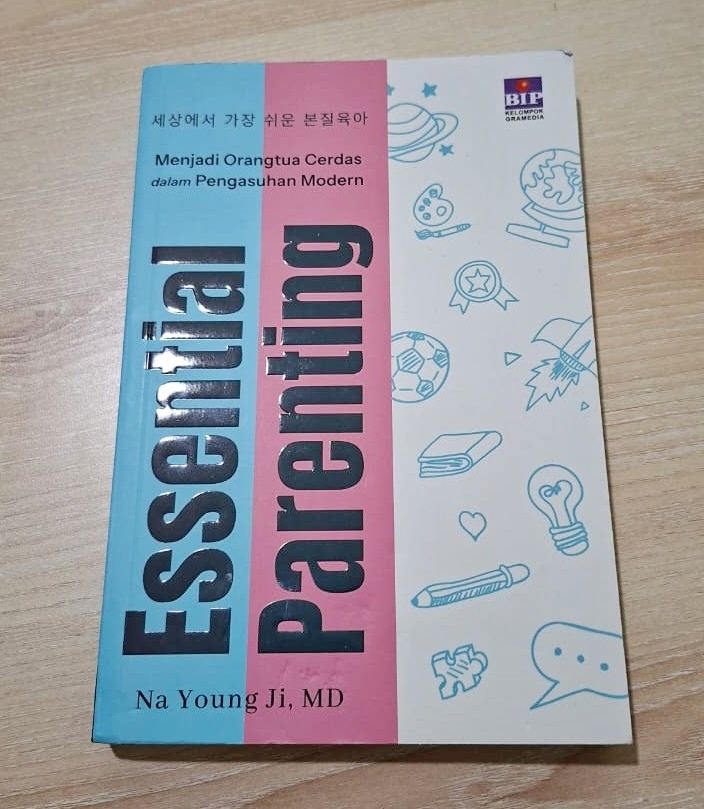 세상에서 가장 쉬운 본질육아
Menjadi Orangtua Cerdas
dalam Pengasuhan Modern
Essential
Parenting
Na Young Ji, MD
BIP
KELOMPOK
GRAMEDIA